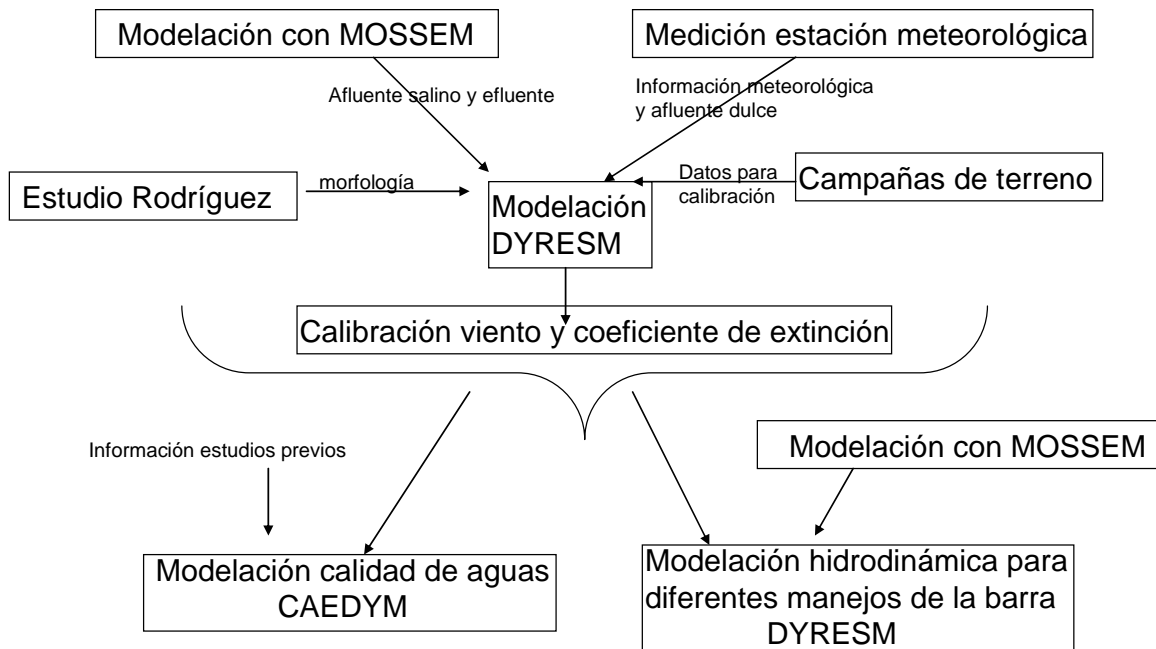 Modelación con MOSSEM
Medición estación meteorológica
Afluente salino y efluente
Información meteorológica
y afluente dulce
Estudio Rodríguez
morfología
Modelación
DYRESM
Datos para
calibración
Campañas de terreno
Calibración viento y coeficiente de extinción
Información estudios previos
Modelación con MOSSEM
Modelación calidad de aguas
CAEDYM
Modelación hidrodinámica para
diferentes manejos de la barra
DYRESM